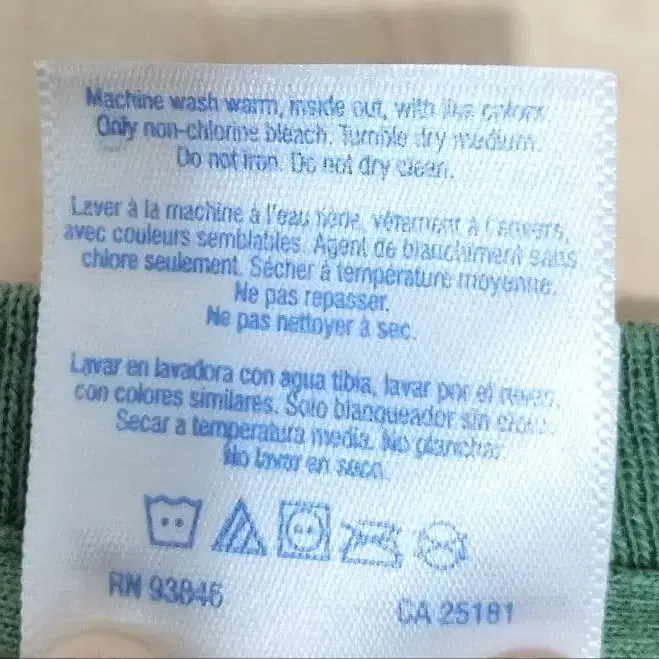 Machine wash warm, inside out, with like colors.
Only non-chlorine bleach. Tumble dry medium.
Do not iron. Do not dry clean.
Laver à la machine à l'eau tiède, vêtement à l'envers,
avec couleurs semblables. Agent de blanchiment sans
chlore seulement. Sécher à température moyenne.
Ne pas repasser.
Ne pas nettoyer à sec.
Lavar en lavadora con agua tibia, lavar por el reves,
con colores similares. Solo blanqueador sin cloro.
Secar a temperatura media. No planchar.
No lavar en seco.
RN 93846
CA 25181